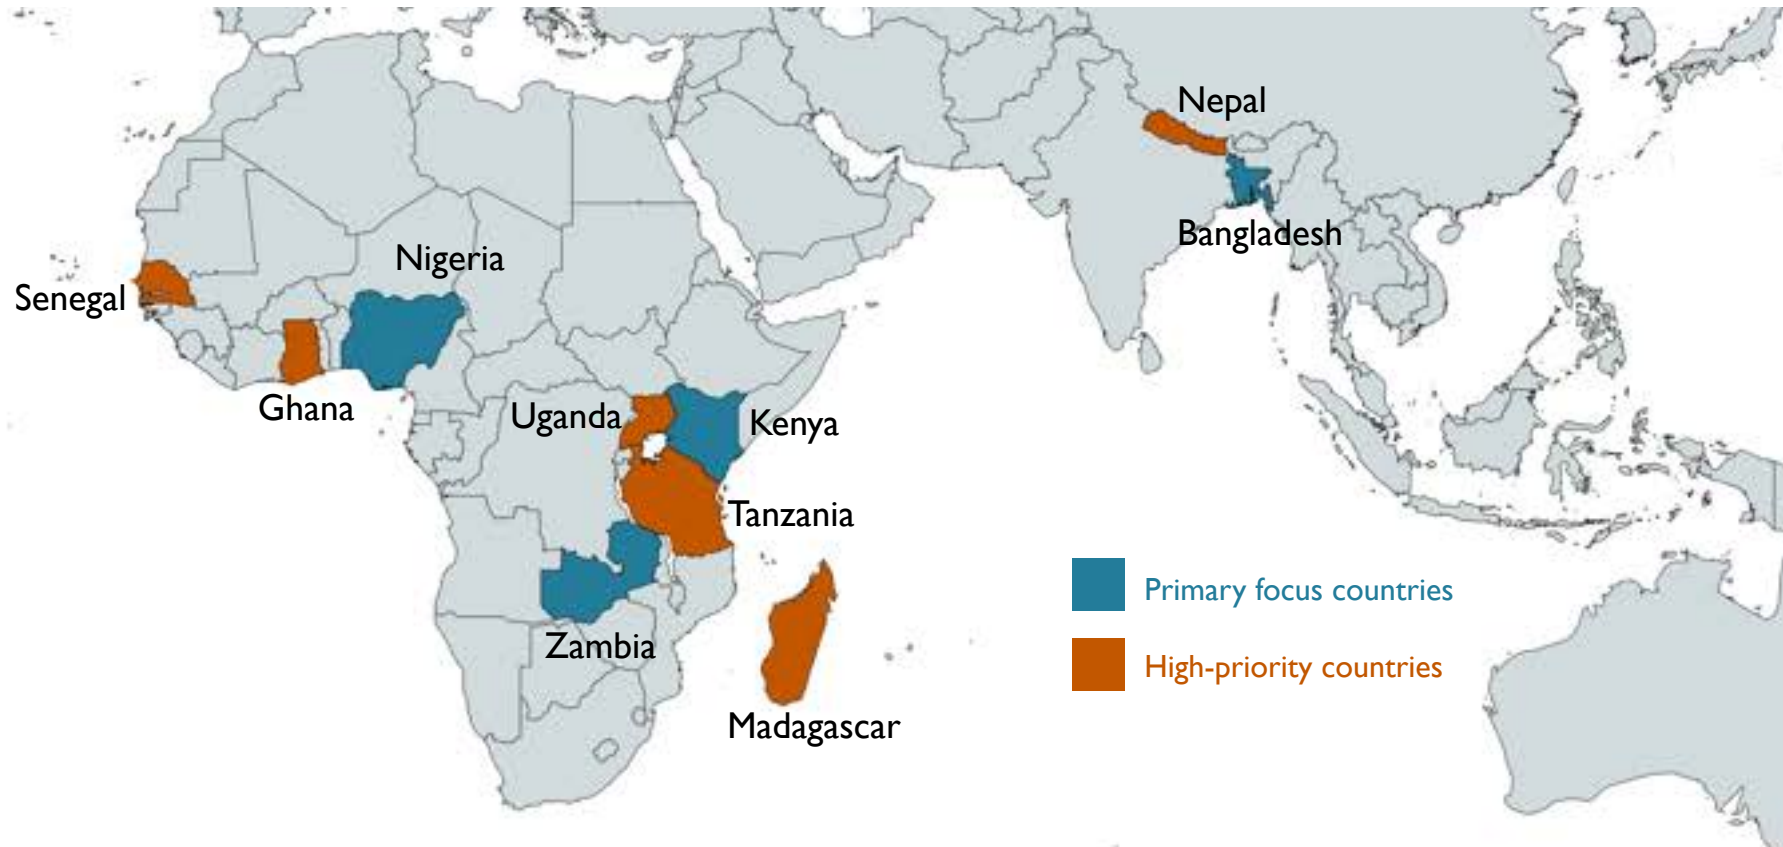 Nepal
Bangladesh
Nigeria
Senegal
Ghana
Uganda
Kenya
Tanzania
Zambia
Madagascar
Primary focus countries
High-priority countries